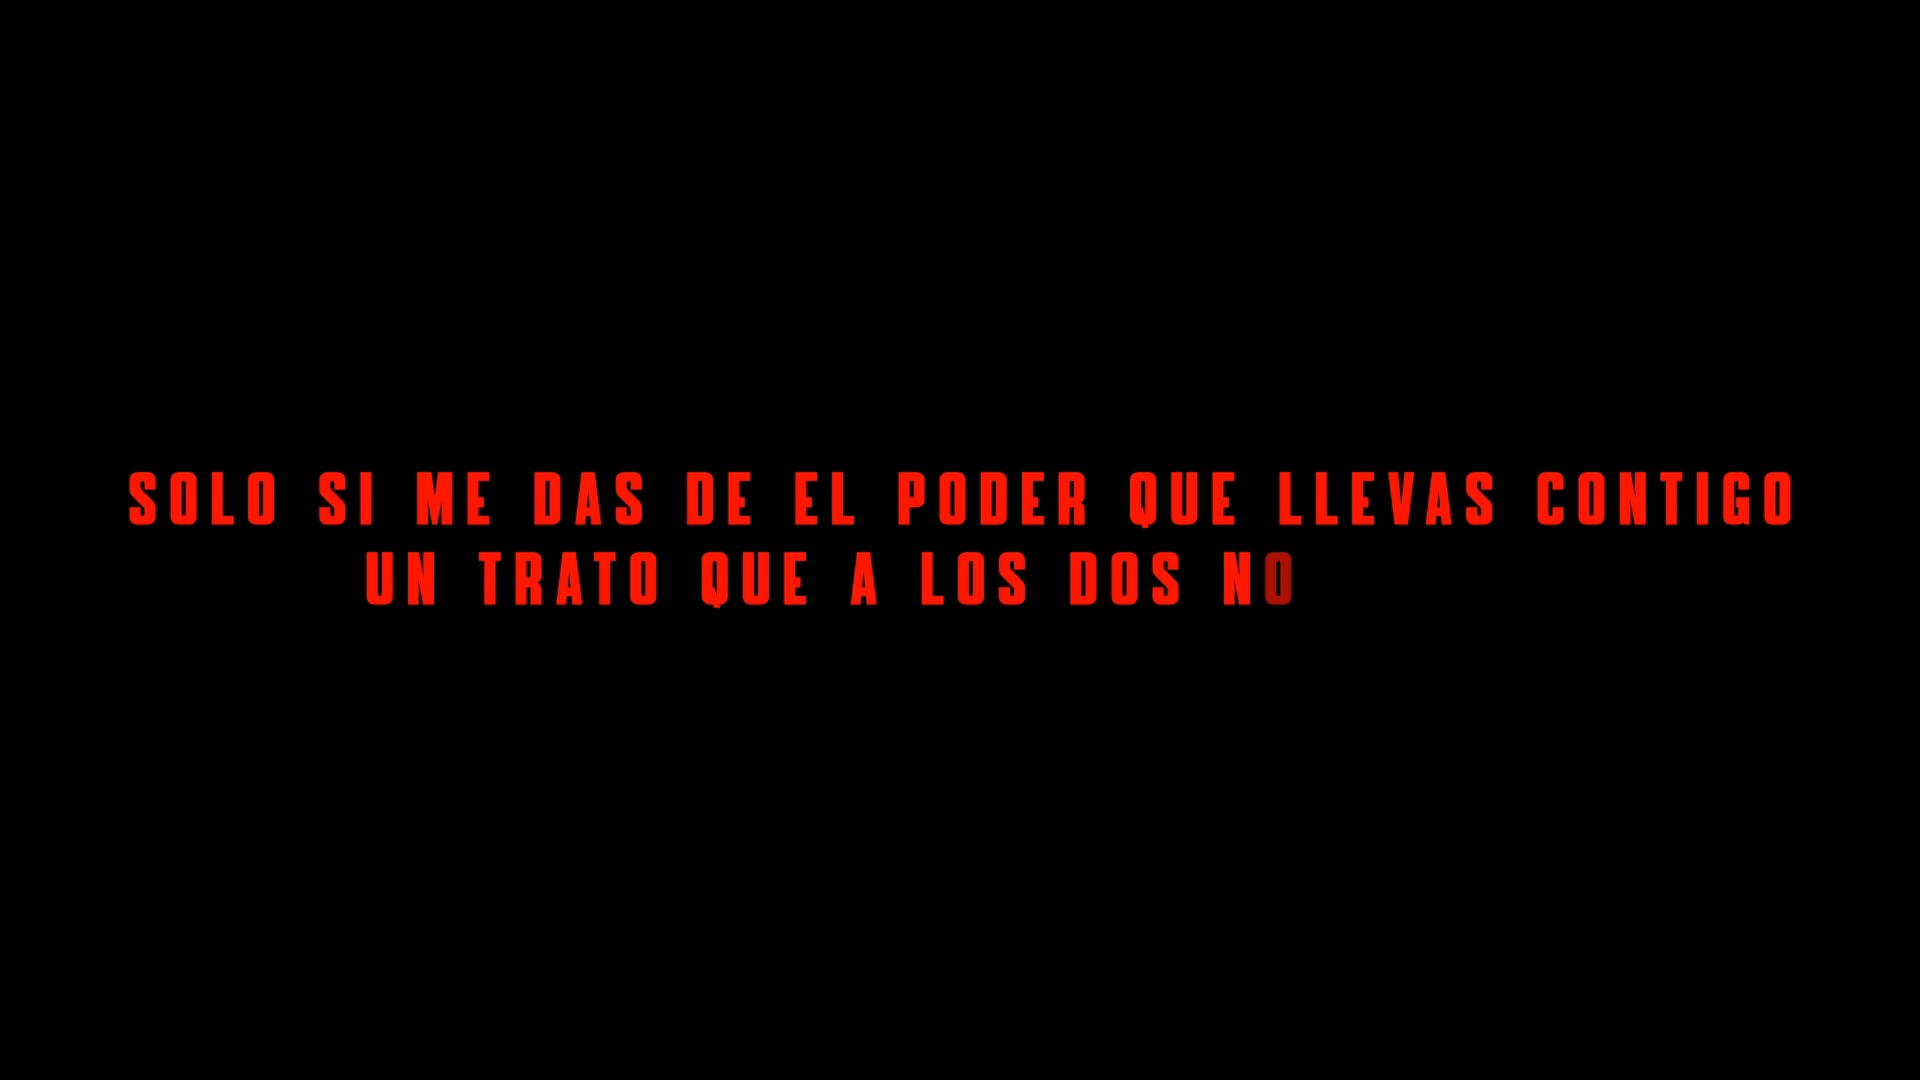 SOLO SI ME DAS DE EL PODER QUE LLEVAS CONTIGO
UN TRATO QUE A LOS DOS NO